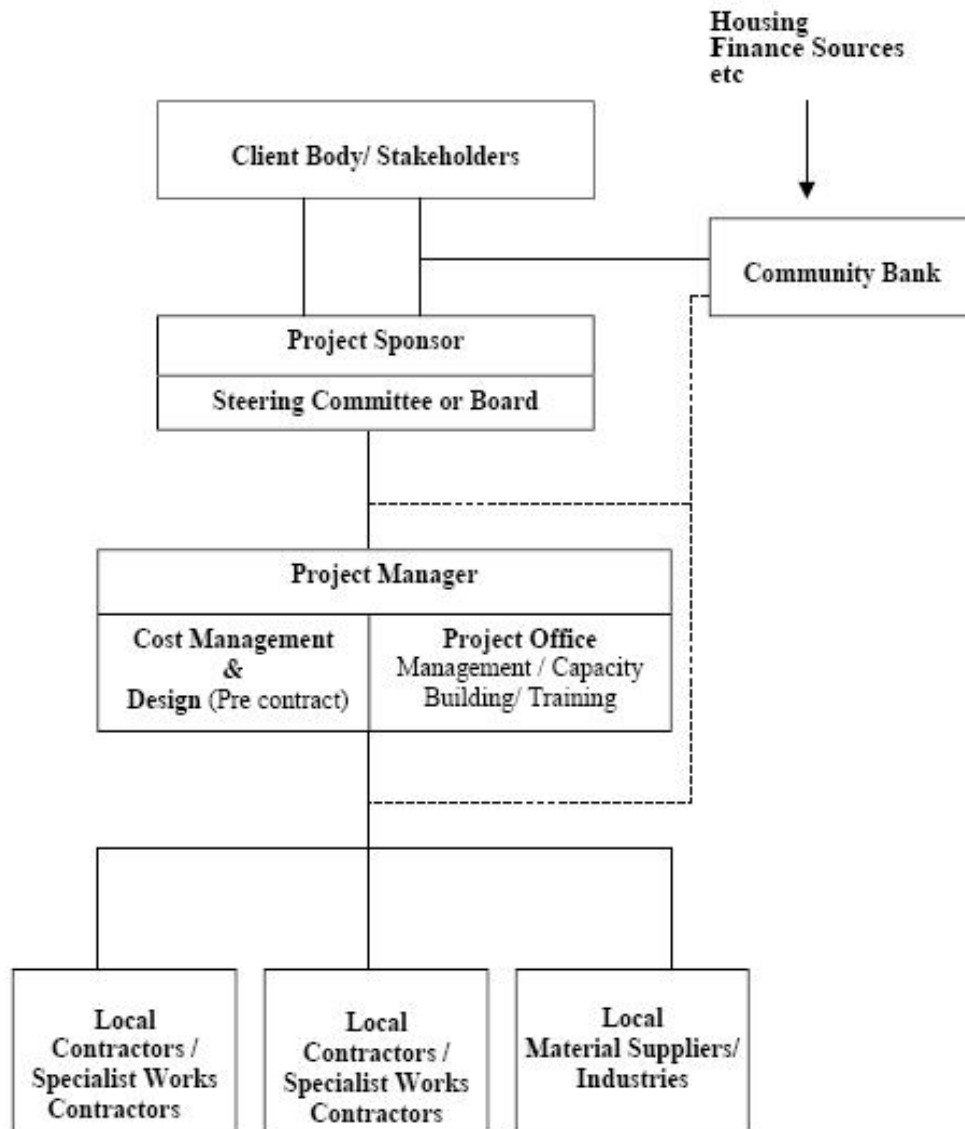 Housing
Finance Sources
etc
Client Body/ Stakeholders
Community Bank
Project Sponsor
Steering Committee or Board
Project Manager
Cost Management
&
Design (Pre contract)
Project Office
Management / Capacity
Building/ Training
Local
Contractors /
Specialist Works
Contractors
Local
Contractors /
Specialist Works
Contractors
Local
Material Suppliers/
Industries